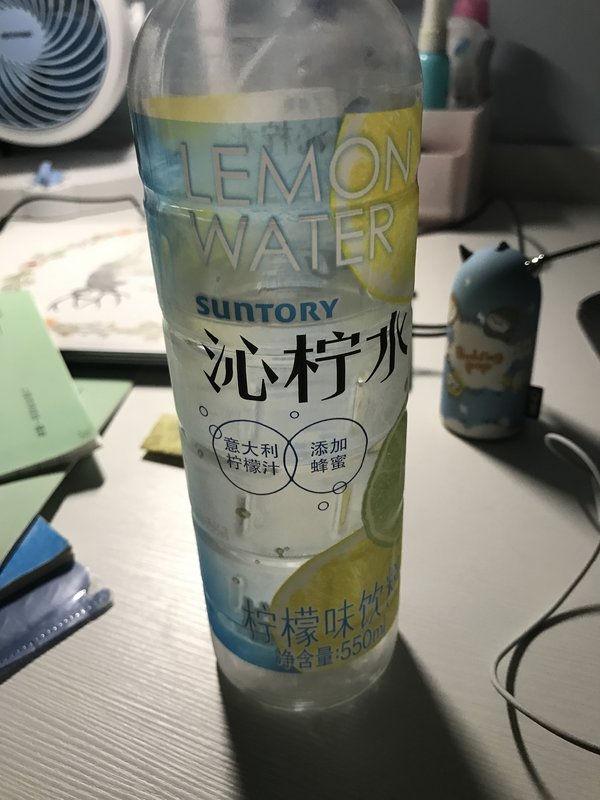 LEMON
WATER
SUNTORY
沁柠水
意大利
柠檬汁
添加
蜂蜜
柠檬味饮料
净含量:550ml